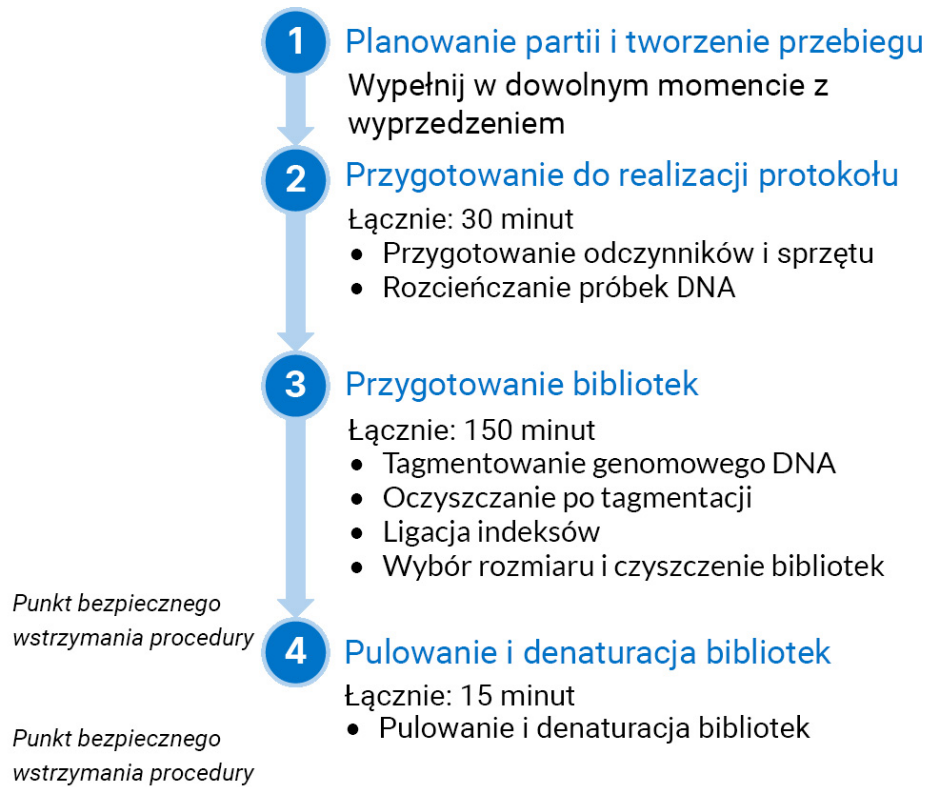 1 Planowanie partii i tworzenie przebiegu
Wypełnij w dowolnym momencie z
wyprzedzeniem
2 Przygotowanie do realizacji protokołu
Łącznie: 30 minut
• Przygotowanie odczynników i sprzętu
• Rozcieńczanie próbek DNA
3 Przygotowanie bibliotek
Łącznie: 150 minut
• Tagmentowanie genomowego DNA
• Oczyszczanie po tagmentacji
• Ligacja indeksów
• Wybór rozmiaru i czyszczenie bibliotek
Punkt bezpiecznego
wstrzymania procedury
4 Pulowanie i denaturacja bibliotek
Łącznie: 15 minut
• Pulowanie i denaturacja bibliotek
Punkt bezpiecznego
wstrzymania procedury